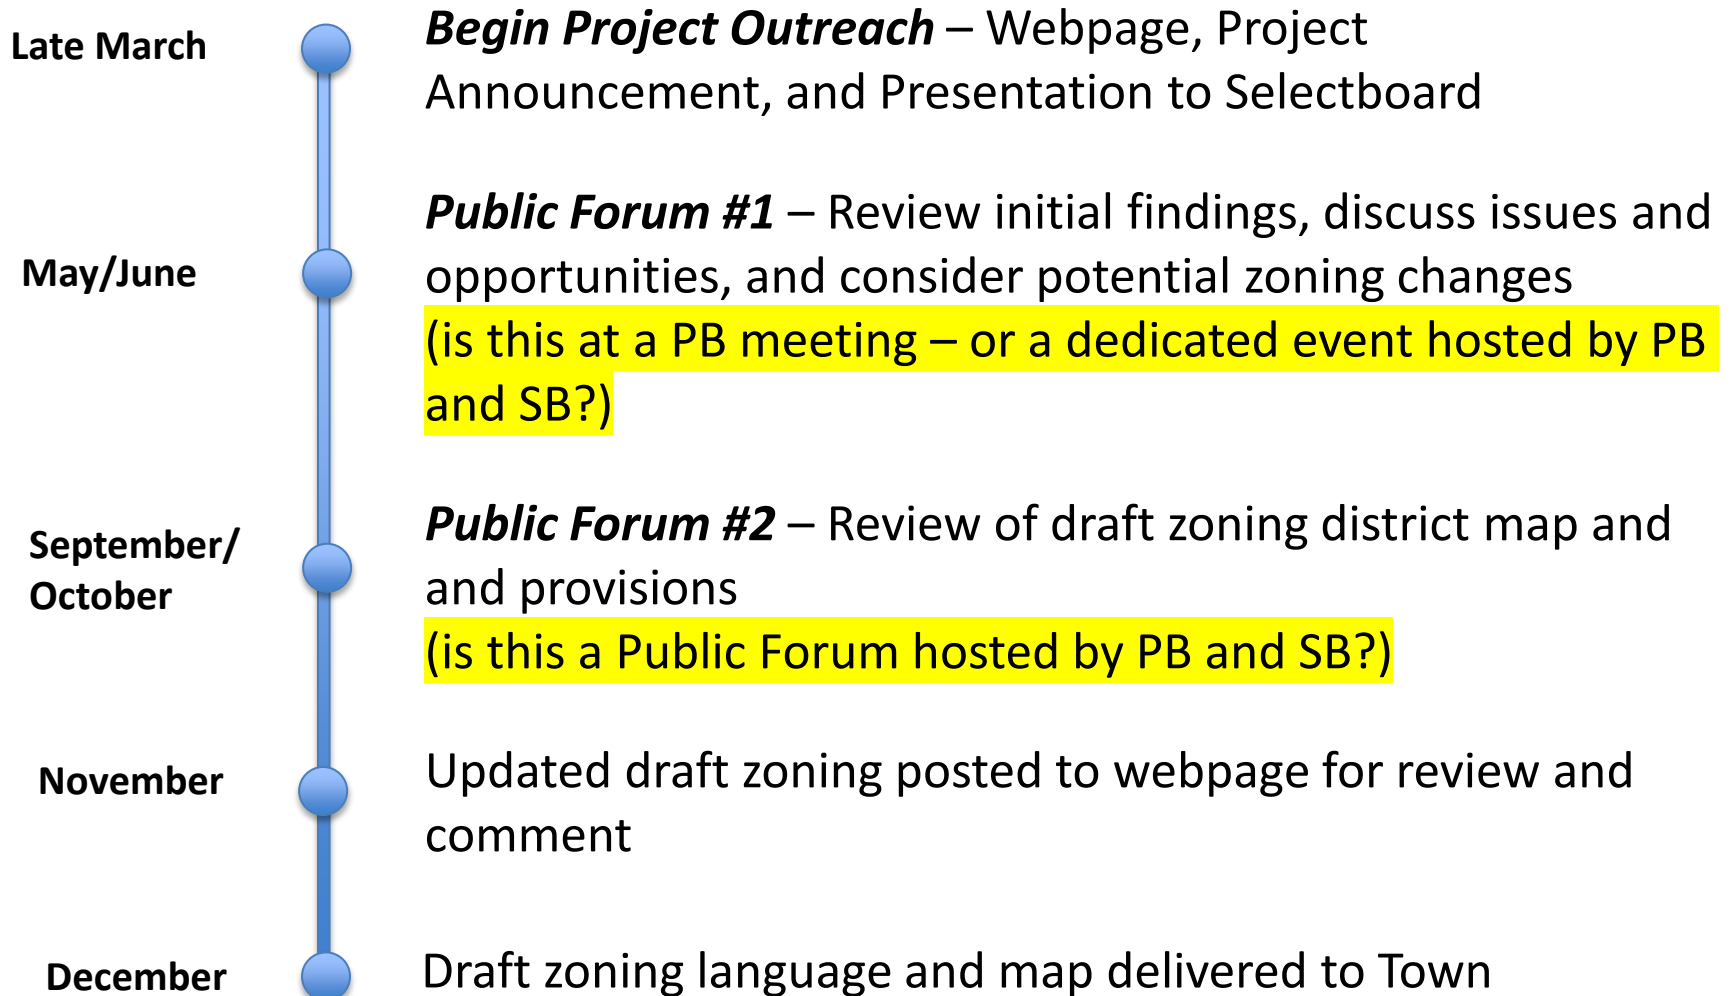 Late March
Begin Project Outreach – Webpage, Project
Announcement, and Presentation to Selectboard
May/June
Public Forum #1 – Review initial findings, discuss issues and
opportunities, and consider potential zoning changes
(is this at a PB meeting – or a dedicated event hosted by PB
and SB?)
September/
October
Public Forum #2 – Review of draft zoning district map and
and provisions
(is this a Public Forum hosted by PB and SB?)
November
Updated draft zoning posted to webpage for review and
comment
December
Draft zoning language and map delivered to Town